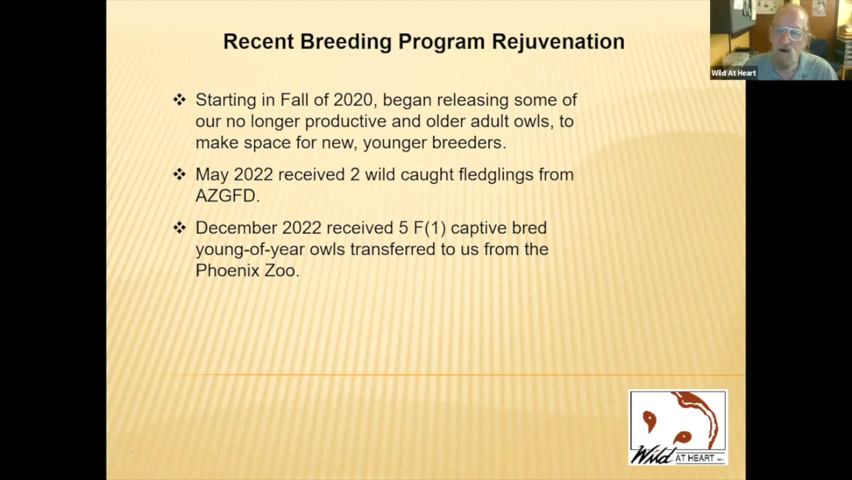 Recent Breeding Program Rejuvenation
Wild At Heart
❖ Starting in Fall of 2020, began releasing some of
our no longer productive and older adult owls, to
make space for new, younger breeders.
❖ May 2022 received 2 wild caught fledglings from
AZGFD.
❖ December 2022 received 5 F(1) captive bred
young-of-year owls transferred to us from the
Phoenix Zoo.
Wild AT HEART